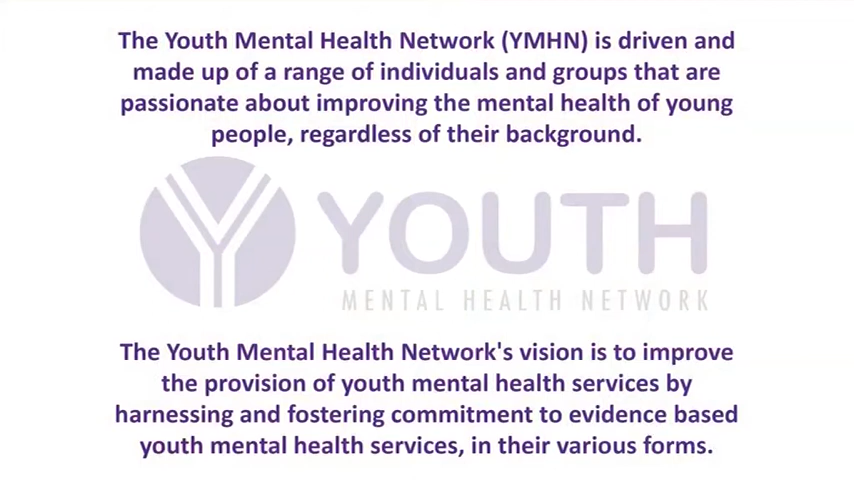 The Youth Mental Health Network (YMHN) is driven and
made up of a range of individuals and groups that are
passionate about improving the mental health of young
people, regardless of their background.
YOUTH
MENTAL HEALTH NETWORK
The Youth Mental Health Network's vision is to improve
the provision of youth mental health services by
harnessing and fostering commitment to evidence based
youth mental health services, in their various forms.